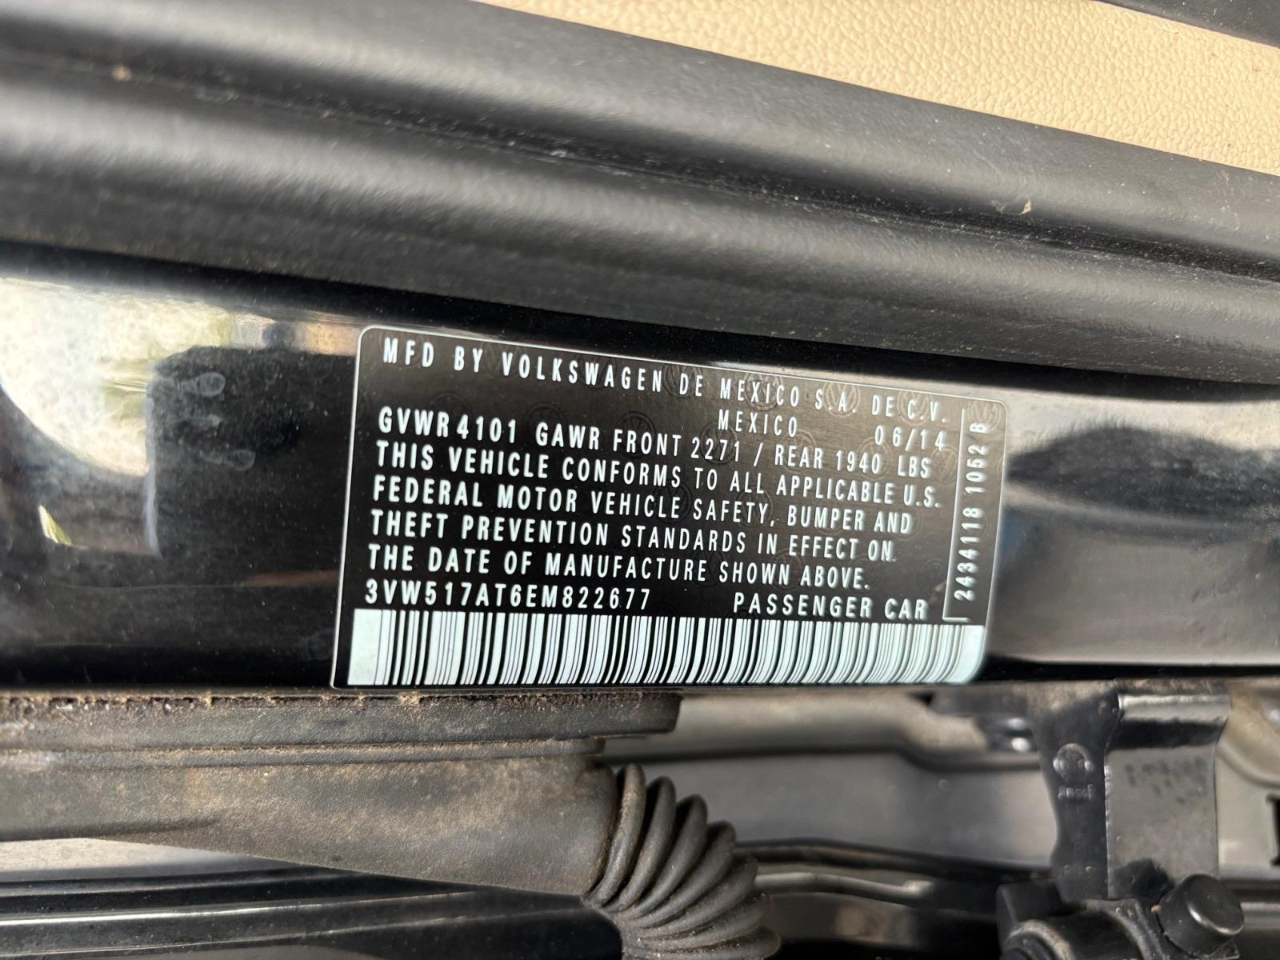 MFD BY VOLKSWAGEN DE MEXICO S.A. DE C.V.
MEXICO 06/14
GVWR 4101 GAWR FRONT 2271 / REAR 1940 LBS
THIS VEHICLE CONFORMS TO ALL APPLICABLE U.S.
FEDERAL MOTOR VEHICLE SAFETY, BUMPER AND
THEFT PREVENTION STANDARDS IN EFFECT ON
THE DATE OF MANUFACTURE SHOWN ABOVE.
3VW517AT6EM822677 PASSENGER CAR
2434118 1052 B